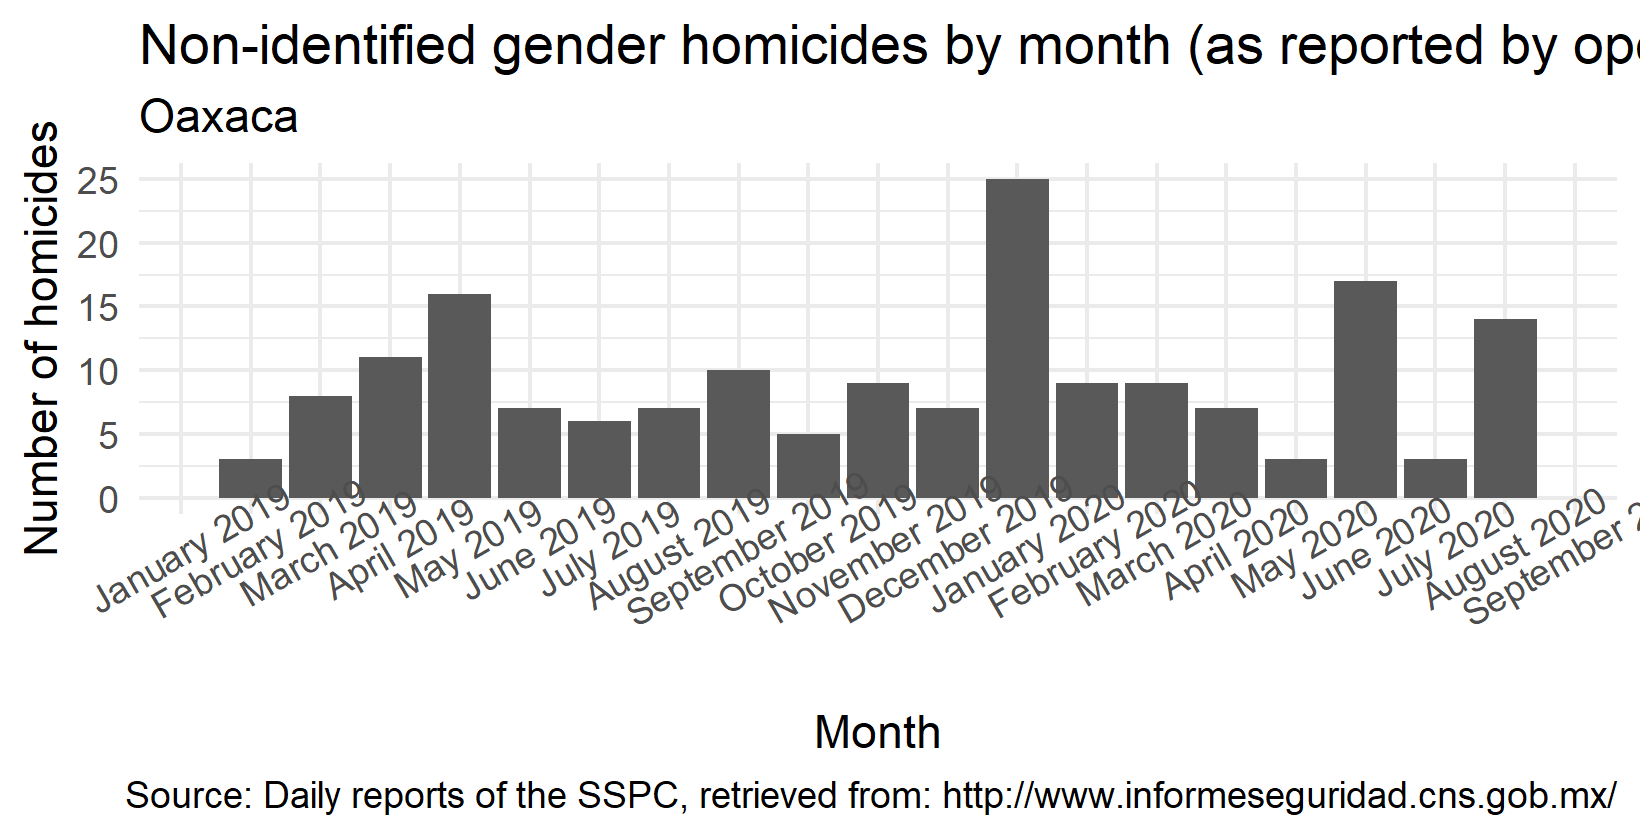 Non-identified gender homicides by month (as reported by ope
Oaxaca
Number of homicides
25
20
15
10
5
0
January 2019
February 2019
March 2019
April 2019
May 2019
June 2019
July 2019
August 2019
September 2019
October 2019
November 2019
December 2019
January 2020
February 2020
March 2020
April 2020
May 2020
June 2020
July 2020
August 2020
September 2
Month
Source: Daily reports of the SSPC, retrieved from: http://www.informeseguridad.cns.gob.mx/